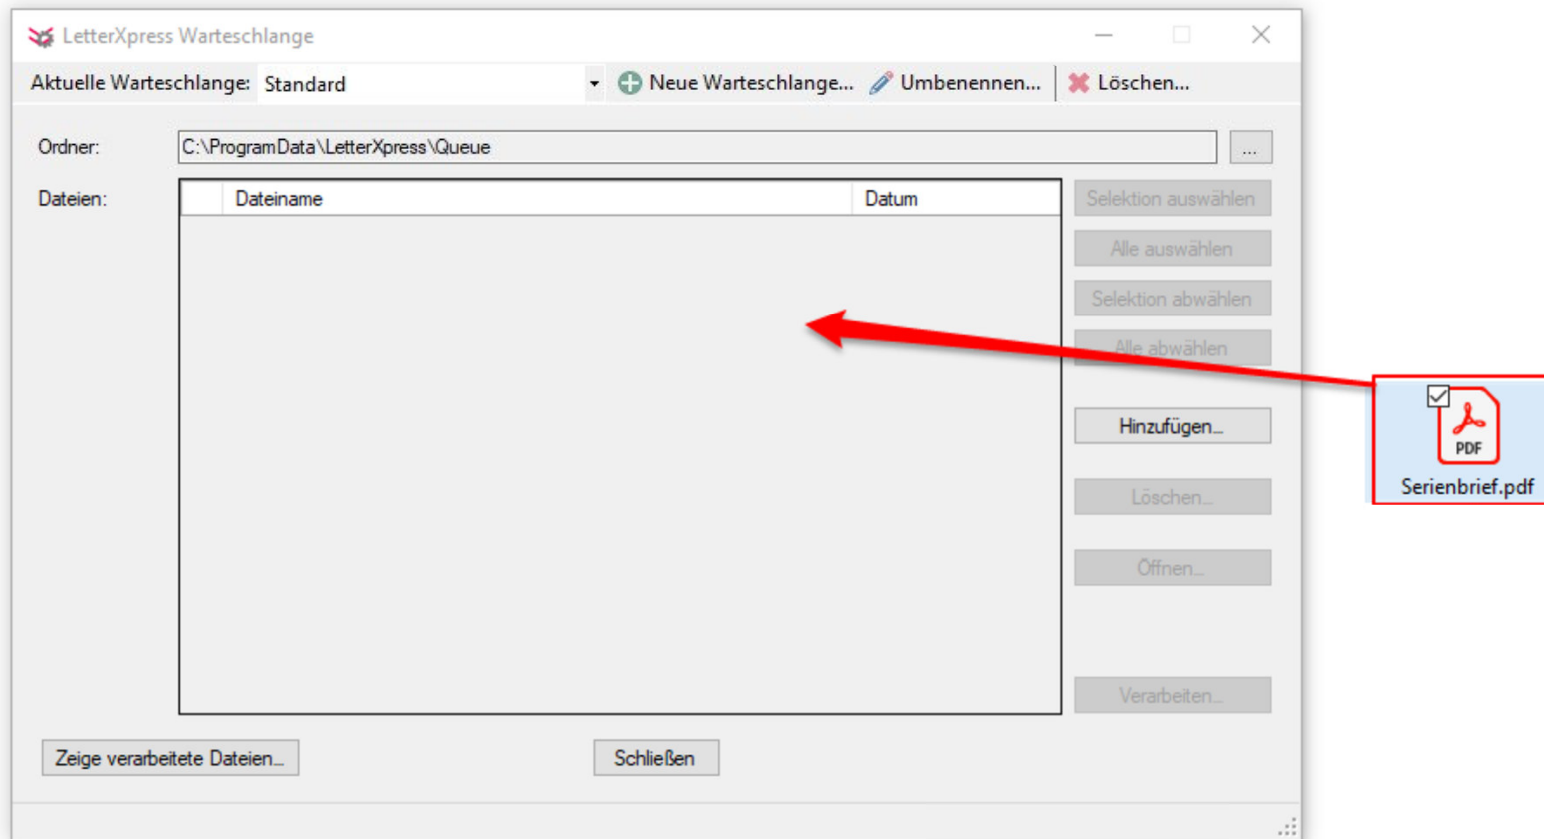 LetterXpress Warteschlange
Aktuelle Warteschlange: Standard Neue Warteschlange... Umbenennen... Löschen...
Ordner: C:\ProgramData\LetterXpress\Queue ...
Dateien: Dateiname Datum
Selektion auswählen
Alle auswählen
Selektion abwählen
Alle abwählen
Hinzufügen...
Löschen...
Öffnen...
Verarbeiten...
PDF
Serienbrief.pdf
Zeige verarbeitete Dateien... Schließen